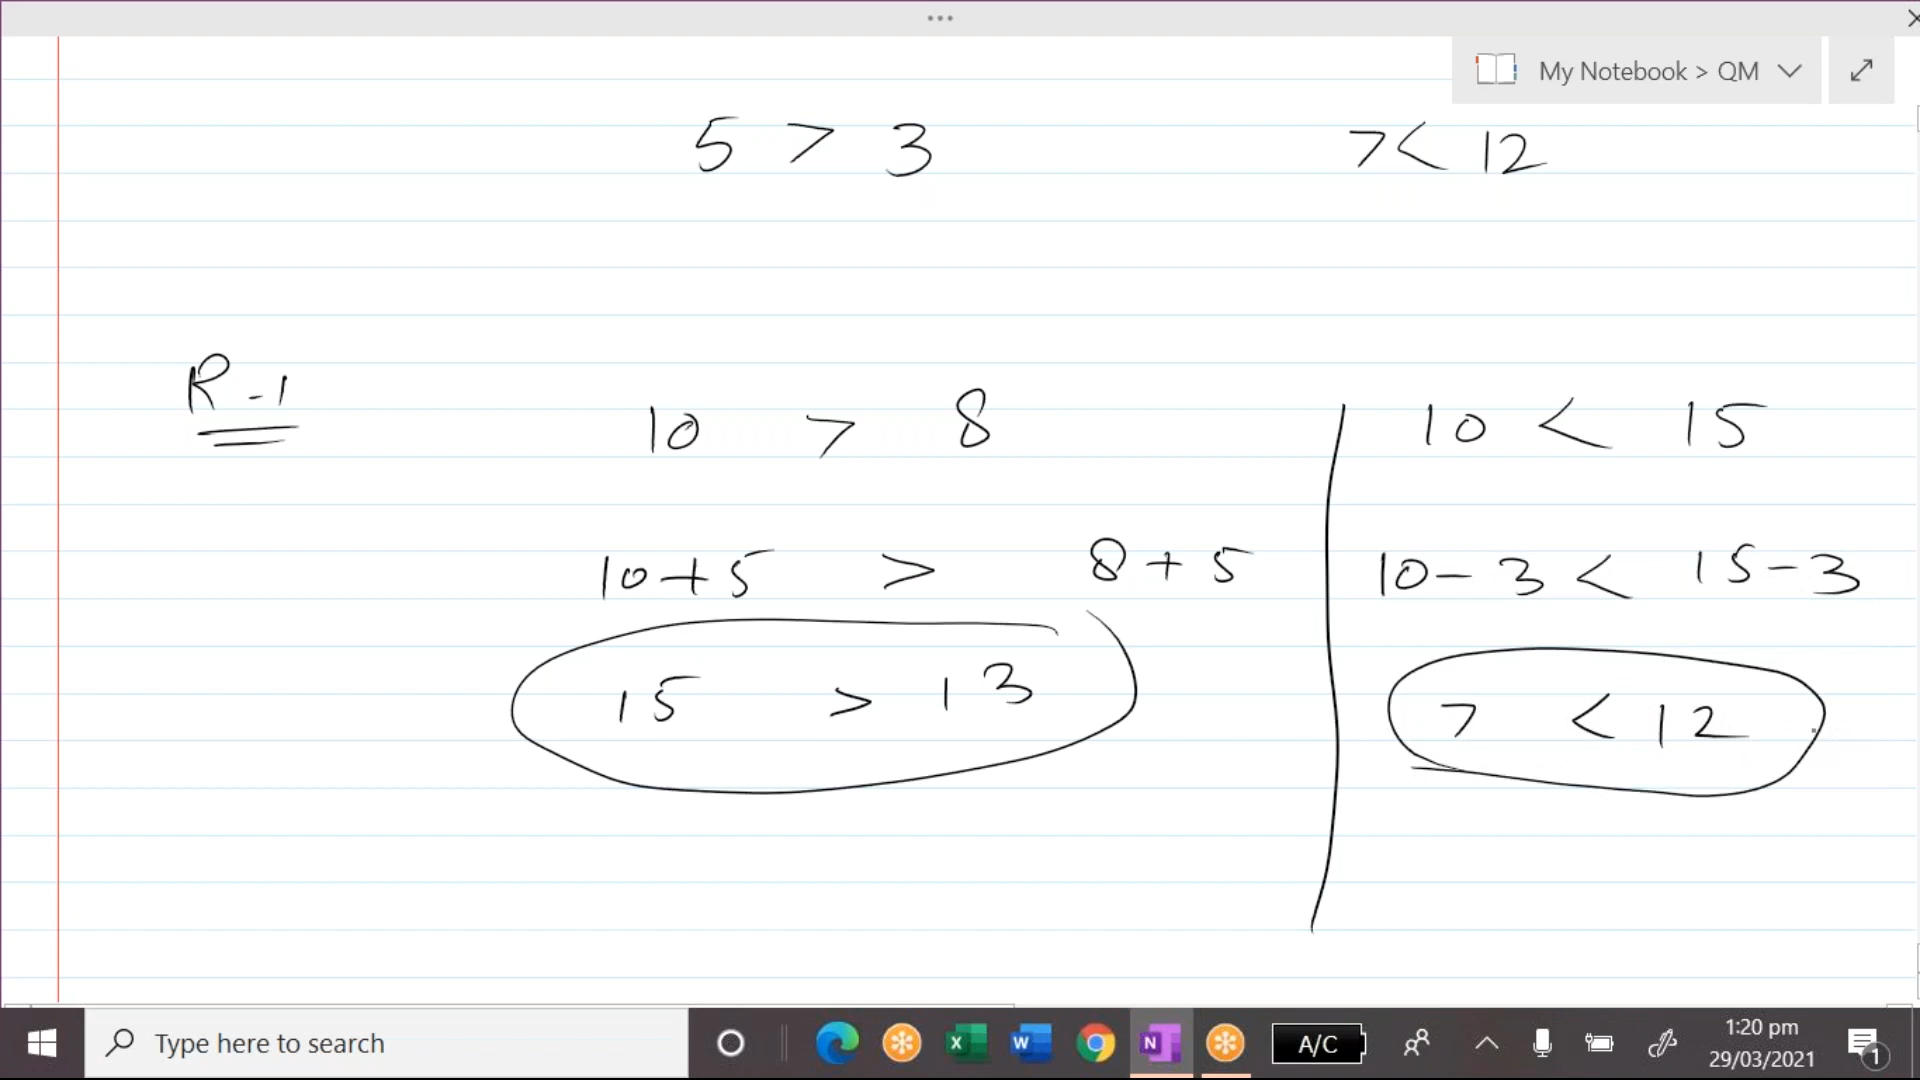 My Notebook > QM
5 > 3 7 < 12
R-1
10 > 8 10 < 15
10+5 > 8+5 10-3 < 15-3
15 > 13 7 < 12
Type here to search
A/C
1:20 pm
29/03/2021
1